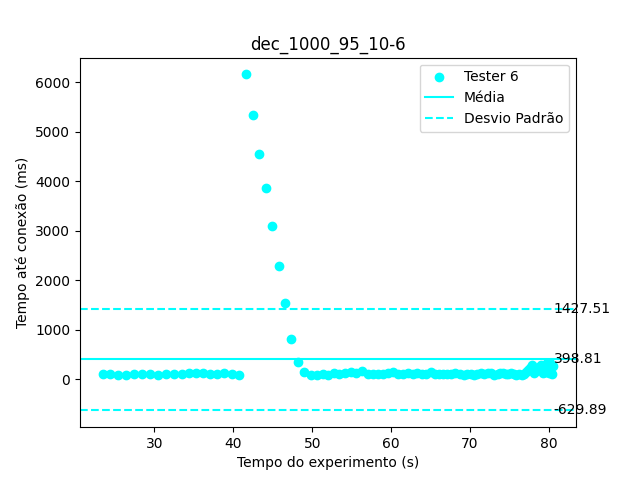 dec_1000_95_10-6
Tester 6
Média
Desvio Padrão
Tempo até conexão (ms)
6000
5000
4000
3000
2000
1000
0
1427.51
398.81
-629.89
30 40 50 60 70 80
Tempo do experimento (s)